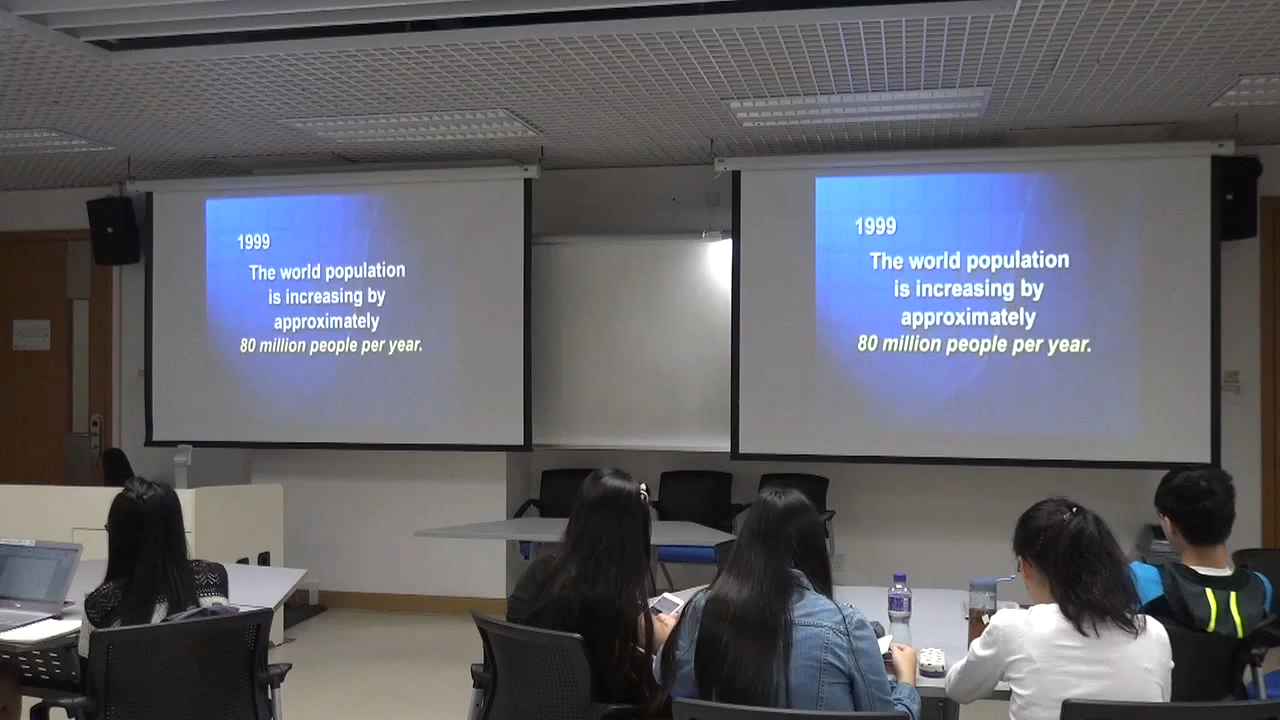 1999
The world population
is increasing by
approximately
80 million people per year.
1999
The world population
is increasing by
approximately
80 million people per year.